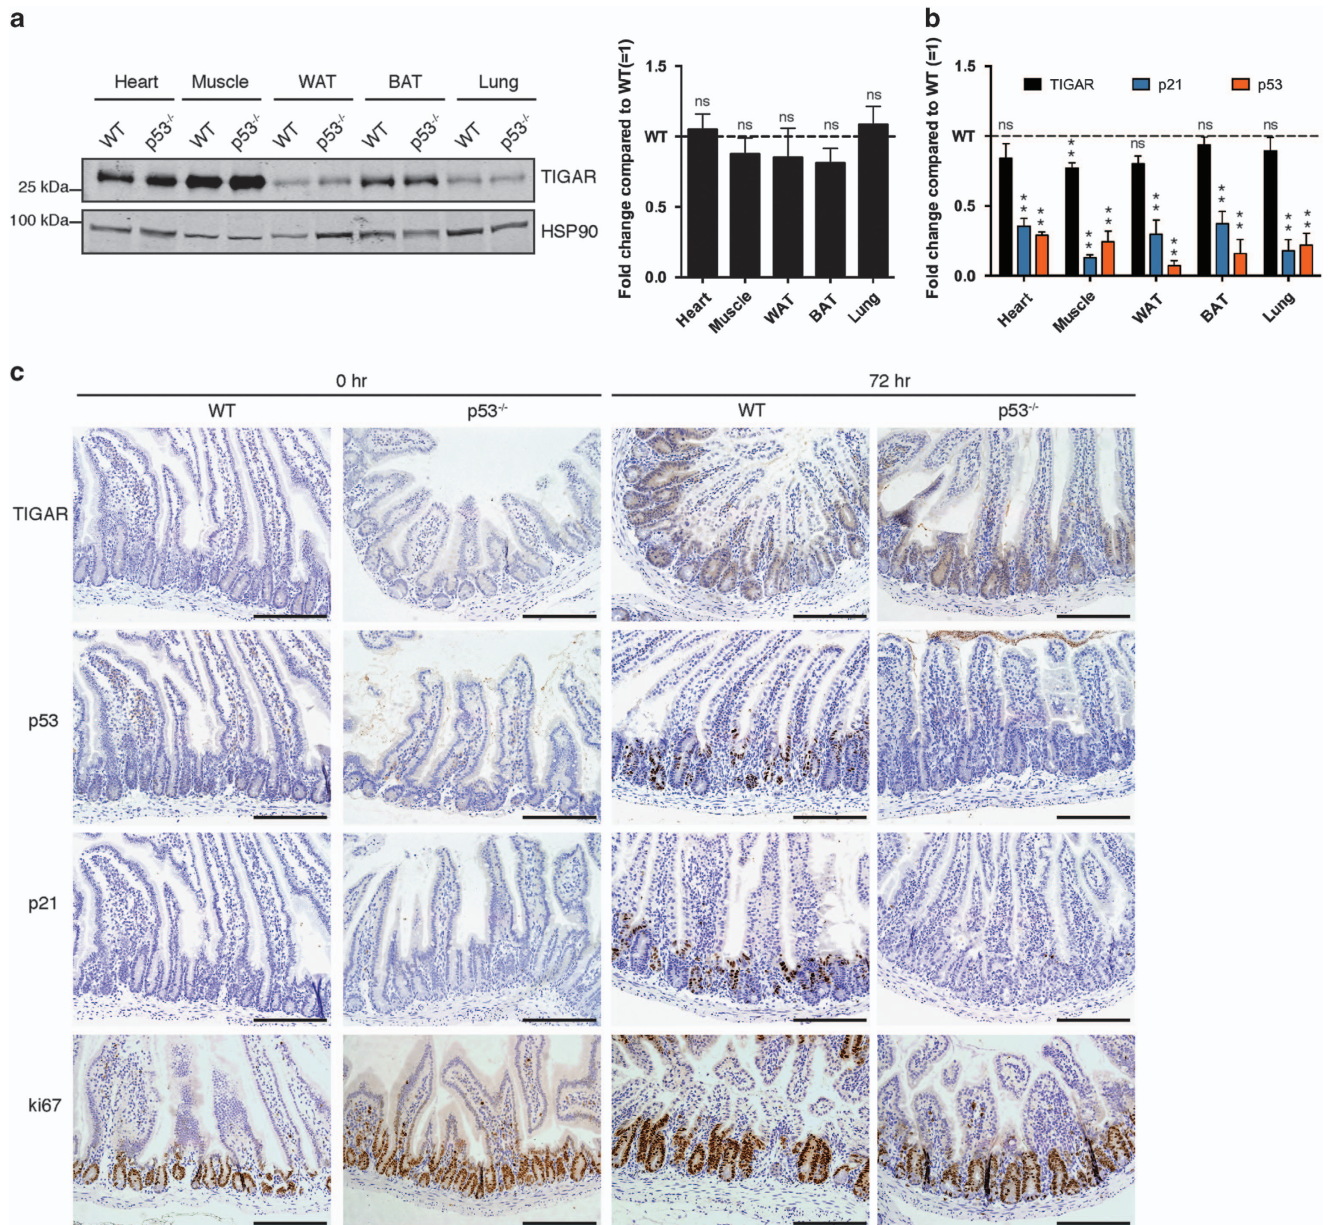 a
Heart Muscle WAT BAT Lung
WT p53-/- WT p53-/- WT p53-/- WT p53-/- WT p53-/-
25 kDa
TIGAR
100 kDa
HSP90
Fold change compared to WT(=1)
1.5
WT
0.5
0.0
ns ns ns ns ns
Heart Muscle WAT BAT Lung
b
Fold change compared to WT (=1)
1.5
WT
0.5
0.0
TIGAR p21 p53
ns ** ** ** ** ** ns ** ** ns ** ** ns ** **
Heart Muscle WAT BAT Lung
c
0 hr 72 hr
WT p53-/- WT p53-/-
TIGAR
p53
p21
ki67